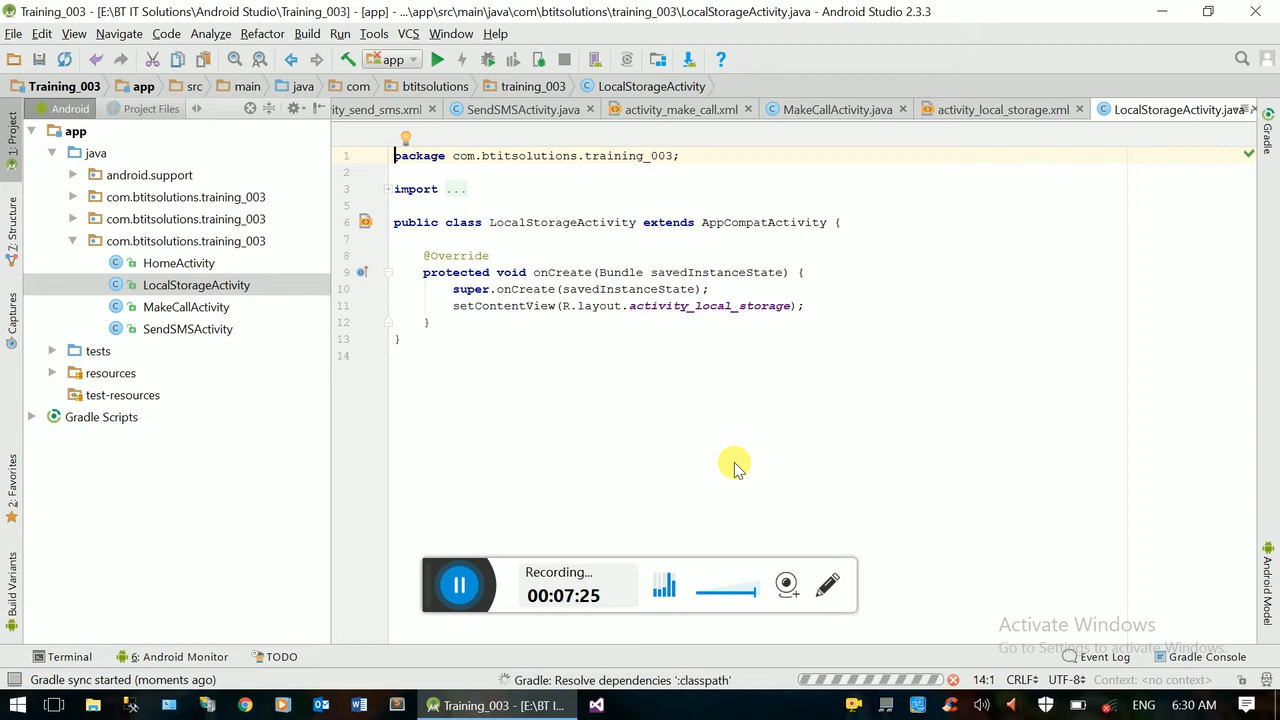 Training_003 - [E:\BT IT Solutions\Android Studio\Training_003] - [app] - ...\app\src\main\java\com\btitsolutions\training_003\LocalStorageActivity.java - Android Studio 2.3.3
File Edit View Navigate Code Analyze Refactor Build Run Tools VCS Window Help
app
Training_003 app src main java com btitsolutions training_003 LocalStorageActivity
Android Project Files
ity_send_sms.xml SendSMSActivity.java activity_make_call.xml MakeCallActivity.java activity_local_storage.xml LocalStorageActivity.java
1: Project
7: Structure
Captures
2: Favorites
Build Variants
app
java
android.support
com.btitsolutions.training_003
com.btitsolutions.training_003
com.btitsolutions.training_003
HomeActivity
LocalStorageActivity
MakeCallActivity
SendSMSActivity
tests
resources
test-resources
Gradle Scripts
1 package com.btitsolutions.training_003;
2
3 import ...
5
6 public class LocalStorageActivity extends AppCompatActivity {
7
8 @Override
9 protected void onCreate(Bundle savedInstanceState) {
10 super.onCreate(savedInstanceState);
11 setContentView(R.layout.activity_local_storage);
12 }
13 }
14
Gradle
Android Model
Recording...
00:07:25
Activate Windows
Go to Settings to activate Windows.
Terminal 6: Android Monitor TODO Event Log Gradle Console
Gradle sync started (moments ago) Gradle: Resolve dependencies ':classpath' 14:1 CRLF UTF-8 Context: <no context>
Training_003 - [E:\BT I... ENG 6:30 AM